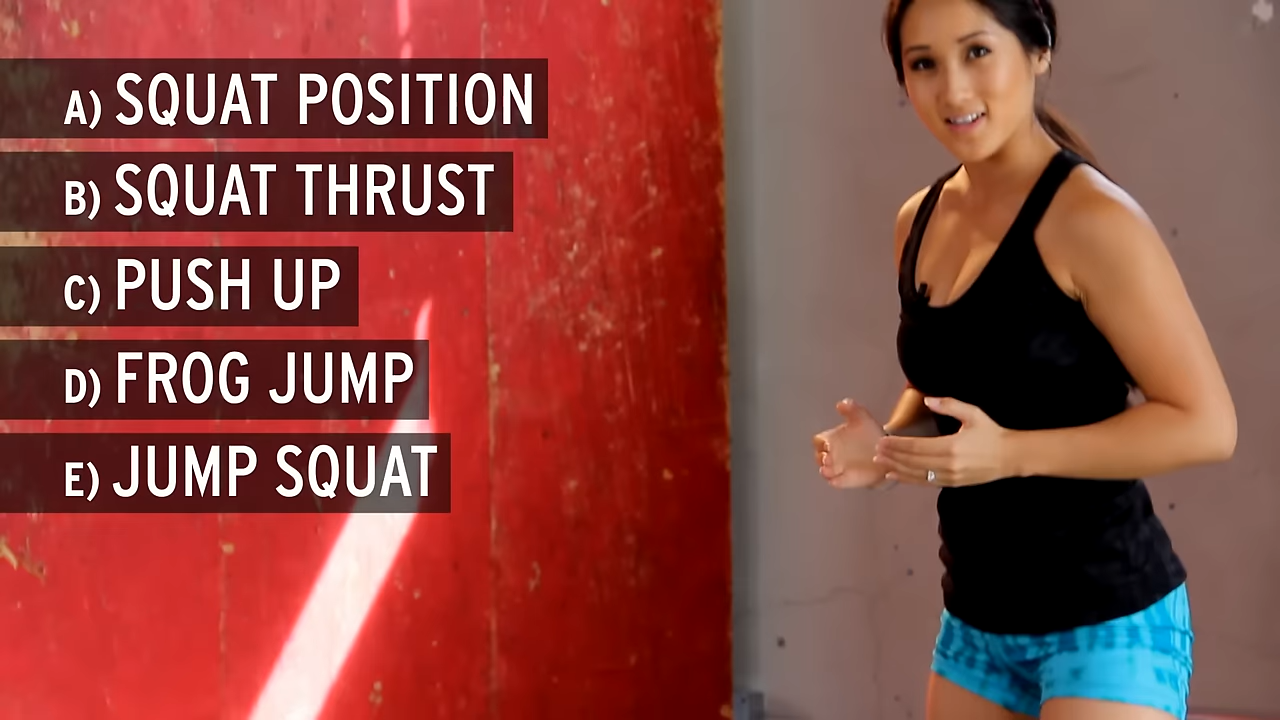 A) SQUAT POSITION
B) SQUAT THRUST
C) PUSH UP
D) FROG JUMP
E) JUMP SQUAT